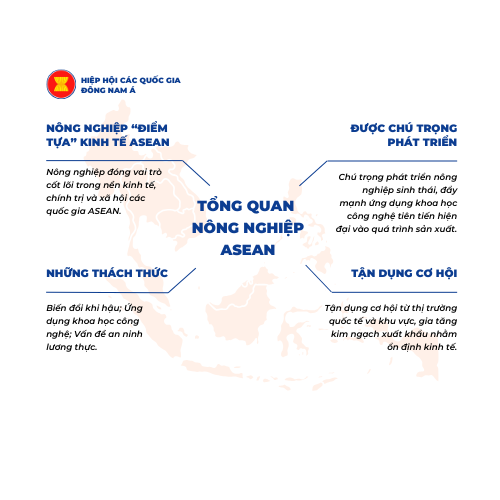 HIỆP HỘI CÁC QUỐC GIA
ĐÔNG NAM Á
NÔNG NGHIỆP “ĐIỂM
TỰA” KINH TẾ ASEAN
Nông nghiệp đóng vai trò
cốt lõi trong nền kinh tế,
chính trị và xã hội các
quốc gia ASEAN.
ĐƯỢC CHÚ TRỌNG
PHÁT TRIỂN
Chú trọng phát triển nông
nghiệp sinh thái, đẩy
mạnh ứng dụng khoa học
công nghệ tiên tiến hiện
đại vào quá trình sản xuất.
TỔNG QUAN
NÔNG NGHIỆP
ASEAN
NHỮNG THÁCH THỨC
Biến đổi khí hậu; Ứng
dụng khoa học công
nghệ; Vấn đề an ninh
lương thực.
TẬN DỤNG CƠ HỘI
Tận dụng cơ hội từ thị trường
quốc tế và khu vực, gia tăng
kim ngạch xuất khẩu nhằm
ổn định kinh tế.